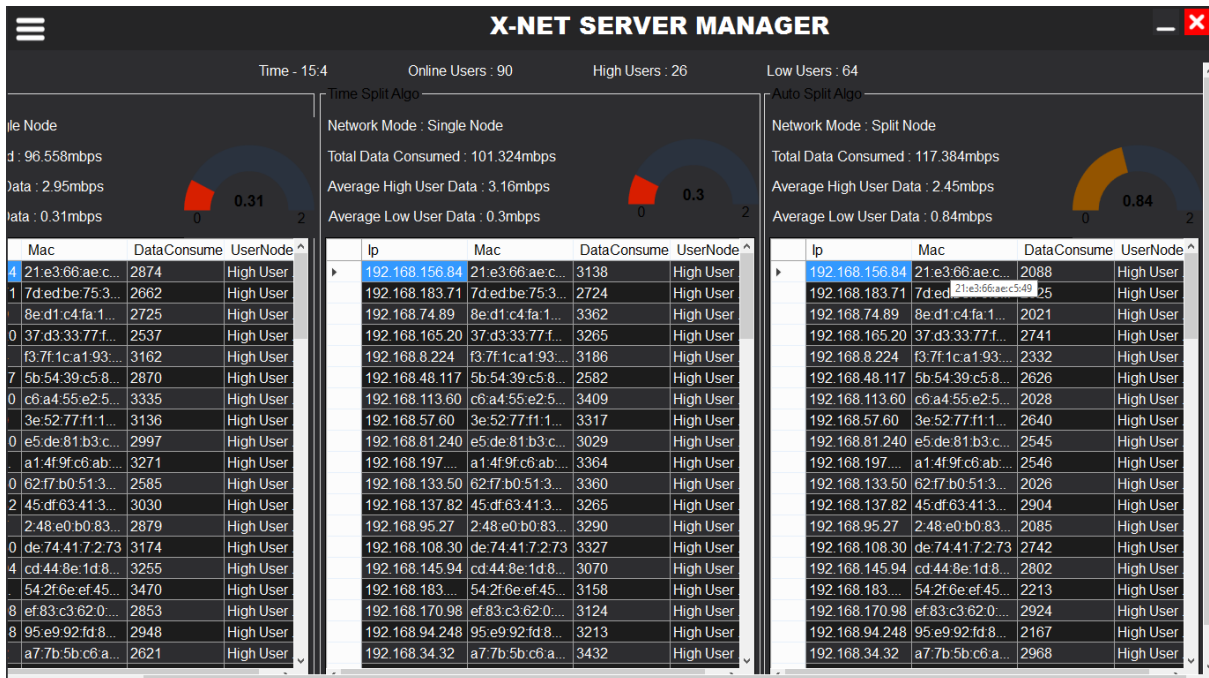 X-NET SERVER MANAGER
Time - 15:4 Online Users : 90 High Users : 26 Low Users : 64
Node
: 96.558mbps
: 2.95mbps
: 0.31mbps
0.31
0 2
Mac DataConsume UserNode
4 21:e3:66:ae:c... 2874 High User
1 7d:ed:be:75:3... 2662 High User
8e:d1:c4:fa:1... 2725 High User
0 37:d3:33:77:f... 2537 High User
f3:7f:1c:a1:93:... 3162 High User
7 5b:54:39:c5:8... 2870 High User
0 c6:a4:55:e2:5... 3335 High User
3e:52:77:f1:1... 3136 High User
0 e5:de:81:b3:c... 2997 High User
a1:4f:9f:c6:ab:... 3271 High User
0 62:f7:b0:51:3... 2585 High User
2 45:df:63:41:3... 3030 High User
2:48:e0:b0:83... 2879 High User
0 de:74:41:7:2:73 3174 High User
4 cd:44:8e:1d:8... 3255 High User
54:2f:6e:ef:45... 3470 High User
8 ef:83:c3:62:0:... 2853 High User
8 95:e9:92:fd:8... 2948 High User
a7:7b:5b:c6:a... 2621 High User
Time Split Algo
Network Mode : Single Node
Total Data Consumed : 101.324mbps
Average High User Data : 3.16mbps
Average Low User Data : 0.3mbps
0.3
0 2
Ip Mac DataConsume UserNode
192.168.156.84 21:e3:66:ae:c... 3138 High User
192.168.183.71 7d:ed:be:75:3... 2724 High User
192.168.74.89 8e:d1:c4:fa:1... 3362 High User
192.168.165.20 37:d3:33:77:f... 3265 High User
192.168.8.224 f3:7f:1c:a1:93:... 3186 High User
192.168.48.117 5b:54:39:c5:8... 2582 High User
192.168.113.60 c6:a4:55:e2:5... 3409 High User
192.168.57.60 3e:52:77:f1:1... 3317 High User
192.168.81.240 e5:de:81:b3:c... 3029 High User
192.168.197.... a1:4f:9f:c6:ab:... 3364 High User
192.168.133.50 62:f7:b0:51:3... 3360 High User
192.168.137.82 45:df:63:41:3... 3265 High User
192.168.95.27 2:48:e0:b0:83... 3290 High User
192.168.108.30 de:74:41:7:2:73 3327 High User
192.168.145.94 cd:44:8e:1d:8... 3070 High User
192.168.183.... 54:2f:6e:ef:45... 3158 High User
192.168.170.98 ef:83:c3:62:0:... 3124 High User
192.168.94.248 95:e9:92:fd:8... 3213 High User
192.168.34.32 a7:7b:5b:c6:a... 3432 High User
Auto Split Algo
Network Mode : Split Node
Total Data Consumed : 117.384mbps
Average High User Data : 2.45mbps
Average Low User Data : 0.84mbps
0.84
0 2
Ip Mac DataConsume UserNode
192.168.156.84 21:e3:66:ae:c... 2088 High User
21:e3:66:ae:c5:49
192.168.183.71 High User
192.168.74.89 8e:d1:c4:fa:1... 2021 High User
192.168.165.20 37:d3:33:77:f... 2741 High User
192.168.8.224 f3:7f:1c:a1:93:... 2332 High User
192.168.48.117 5b:54:39:c5:8... 2626 High User
192.168.113.60 c6:a4:55:e2:5... 2028 High User
192.168.57.60 3e:52:77:f1:1... 2640 High User
192.168.81.240 e5:de:81:b3:c... 2545 High User
192.168.197.... a1:4f:9f:c6:ab:... 2546 High User
192.168.133.50 62:f7:b0:51:3... 2026 High User
192.168.137.82 45:df:63:41:3... 2904 High User
192.168.95.27 2:48:e0:b0:83... 2085 High User
192.168.108.30 de:74:41:7:2:73 2742 High User
192.168.145.94 cd:44:8e:1d:8... 2802 High User
192.168.183.... 54:2f:6e:ef:45... 2213 High User
192.168.170.98 ef:83:c3:62:0:... 2924 High User
192.168.94.248 95:e9:92:fd:8... 2167 High User
192.168.34.32 a7:7b:5b:c6:a... 2968 High User